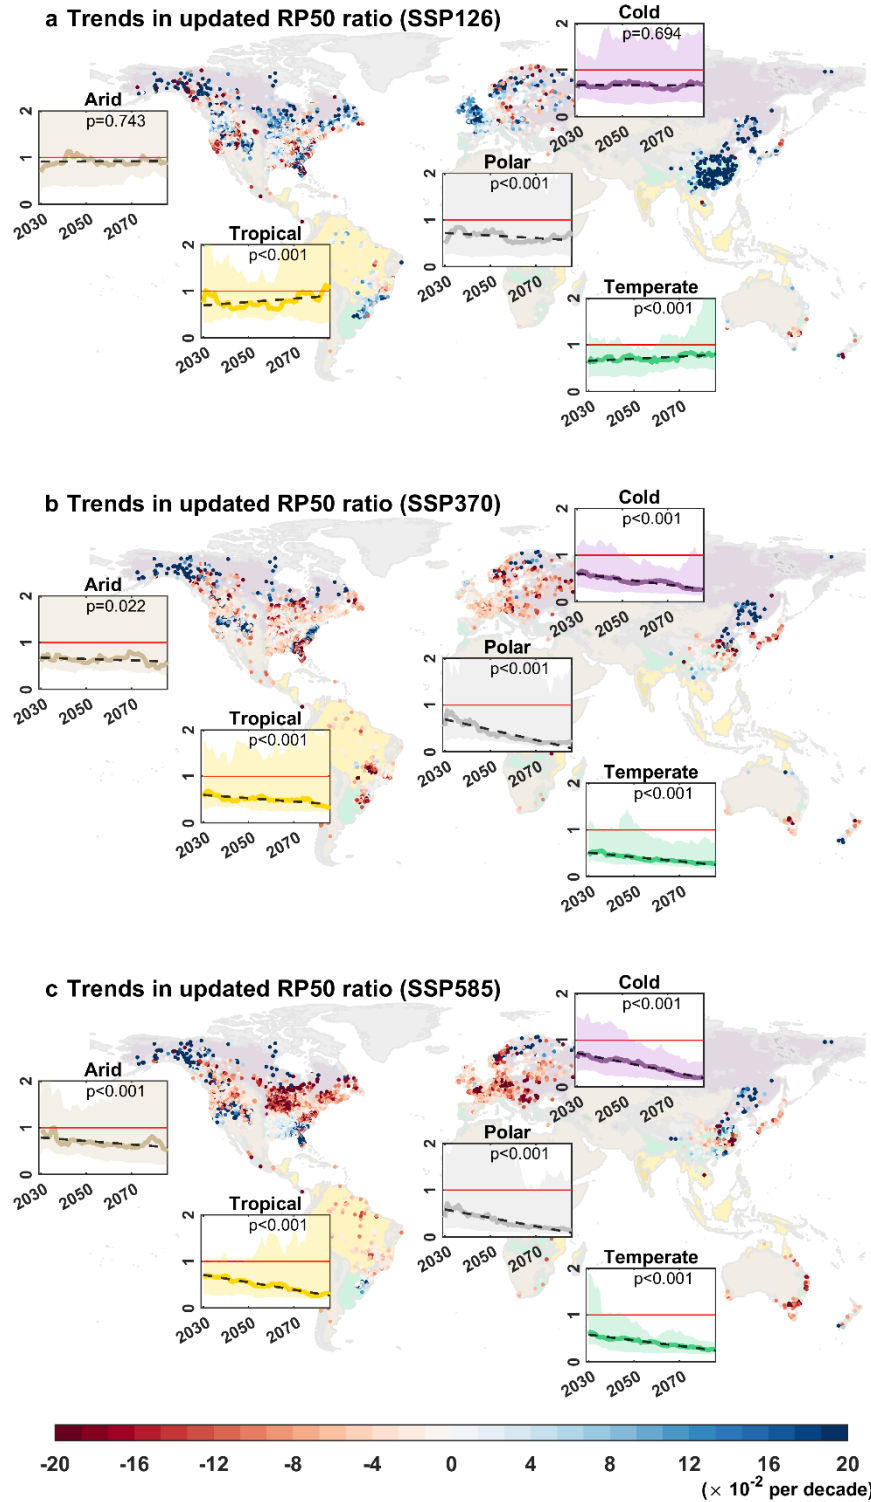 a Trends in updated RP50 ratio (SSP126)
Cold
p=0.694
2
1
0
2030
2050
2070
Arid
p=0.743
2
1
0
2030
2050
2070
Polar
p<0.001
2
1
0
2030
2050
2070
Tropical
p<0.001
2
1
0
2030
2050
2070
Temperate
p<0.001
2
1
0
2030
2050
2070
b Trends in updated RP50 ratio (SSP370)
Cold
p<0.001
2
1
0
2030
2050
2070
Arid
p=0.022
2
1
0
2030
2050
2070
Polar
p<0.001
2
1
0
2030
2050
2070
Tropical
p<0.001
2
1
0
2030
2050
2070
Temperate
p<0.001
2
1
0
2030
2050
2070
c Trends in updated RP50 ratio (SSP585)
Cold
p<0.001
2
1
0
2030
2050
2070
Arid
p<0.001
2
1
0
2030
2050
2070
Polar
p<0.001
2
1
0
2030
2050
2070
Tropical
p<0.001
2
1
0
2030
2050
2070
Temperate
p<0.001
2
1
0
2030
2050
2070
-20 -16 -12 -8 -4 0 4 8 12 16 20
(× 10⁻² per decade)